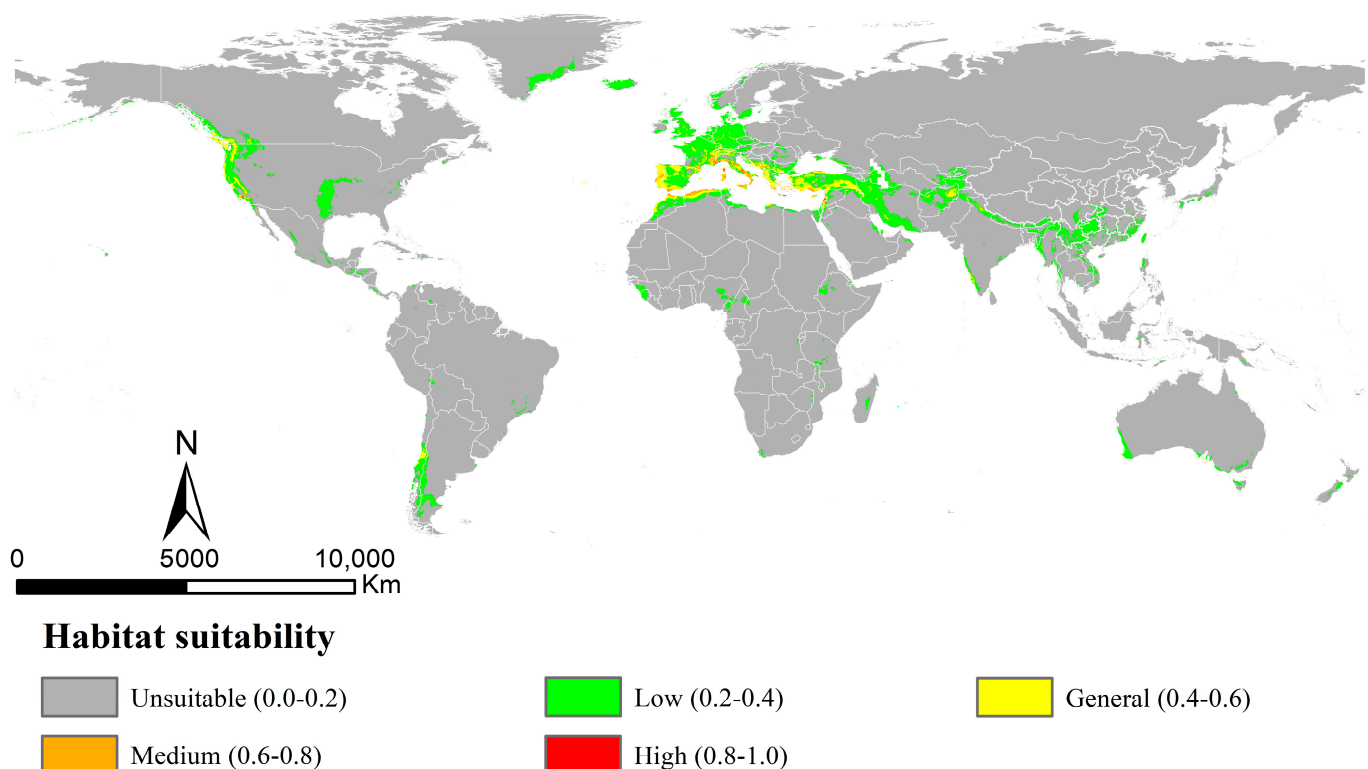 N
0 5000 10,000
Km
Habitat suitability
Unsuitable (0.0-0.2) Low (0.2-0.4) General (0.4-0.6)
Medium (0.6-0.8) High (0.8-1.0)